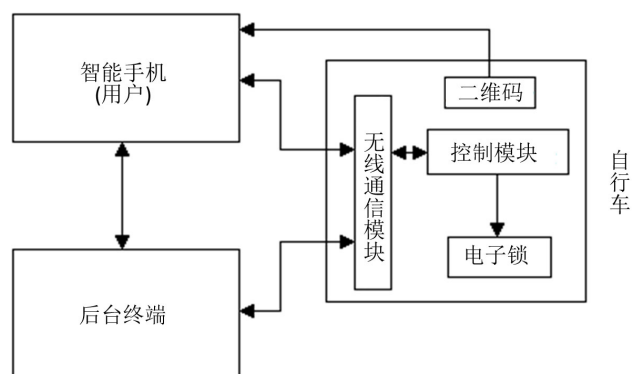 智能手机
(用户)
二维码
无线通信模块
控制模块
自行车
电子锁
后台终端